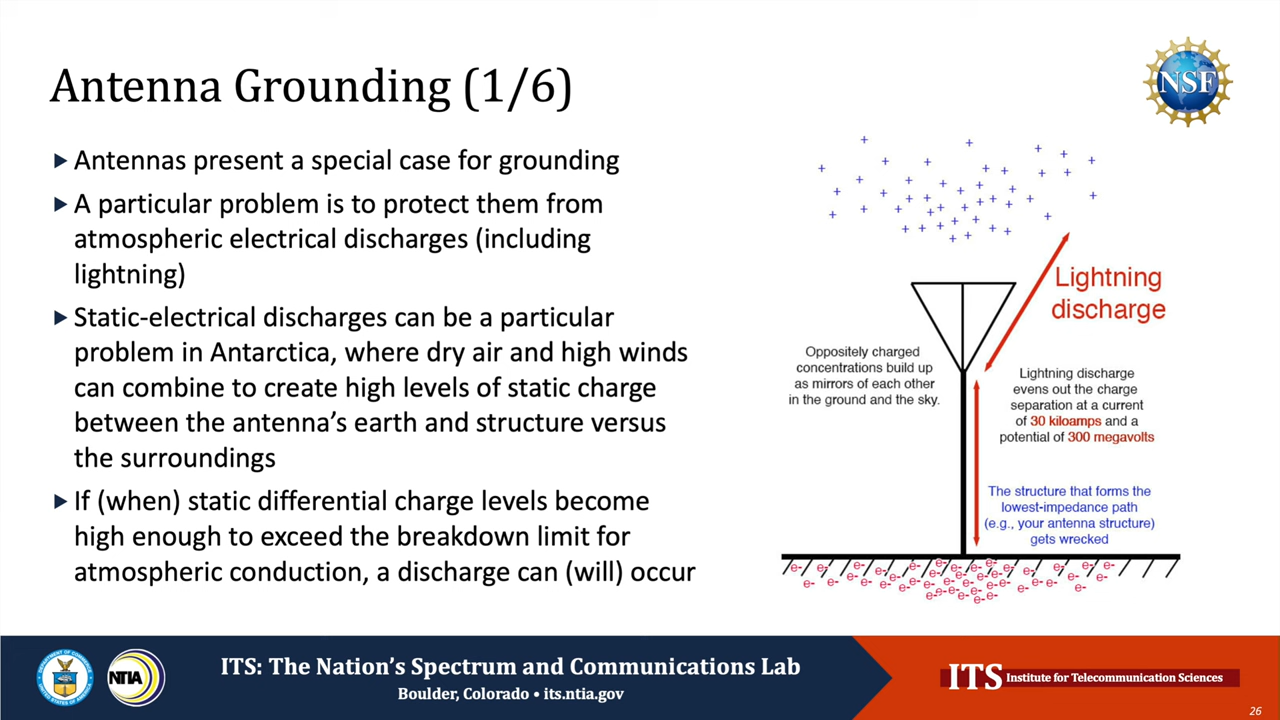 Antenna Grounding (1/6)
NSF
Antennas present a special case for grounding
A particular problem is to protect them from
atmospheric electrical discharges (including
lightning)
Static-electrical discharges can be a particular
problem in Antarctica, where dry air and high winds
can combine to create high levels of static charge
between the antenna's earth and structure versus
the surroundings
If (when) static differential charge levels become
high enough to exceed the breakdown limit for
atmospheric conduction, a discharge can (will) occur
Lightning
discharge
Oppositely charged
concentrations build up
as mirrors of each other
in the ground and the sky.
Lightning discharge
evens out the charge
separation at a current
of 30 kiloamps and a
potential of 300 megavolts
The structure that forms the
lowest-impedance path
(e.g., your antenna structure)
gets wrecked
NTIA
ITS: The Nation's Spectrum and Communications Lab
Boulder, Colorado • its.ntia.gov
ITS Institute for Telecommunication Sciences
26